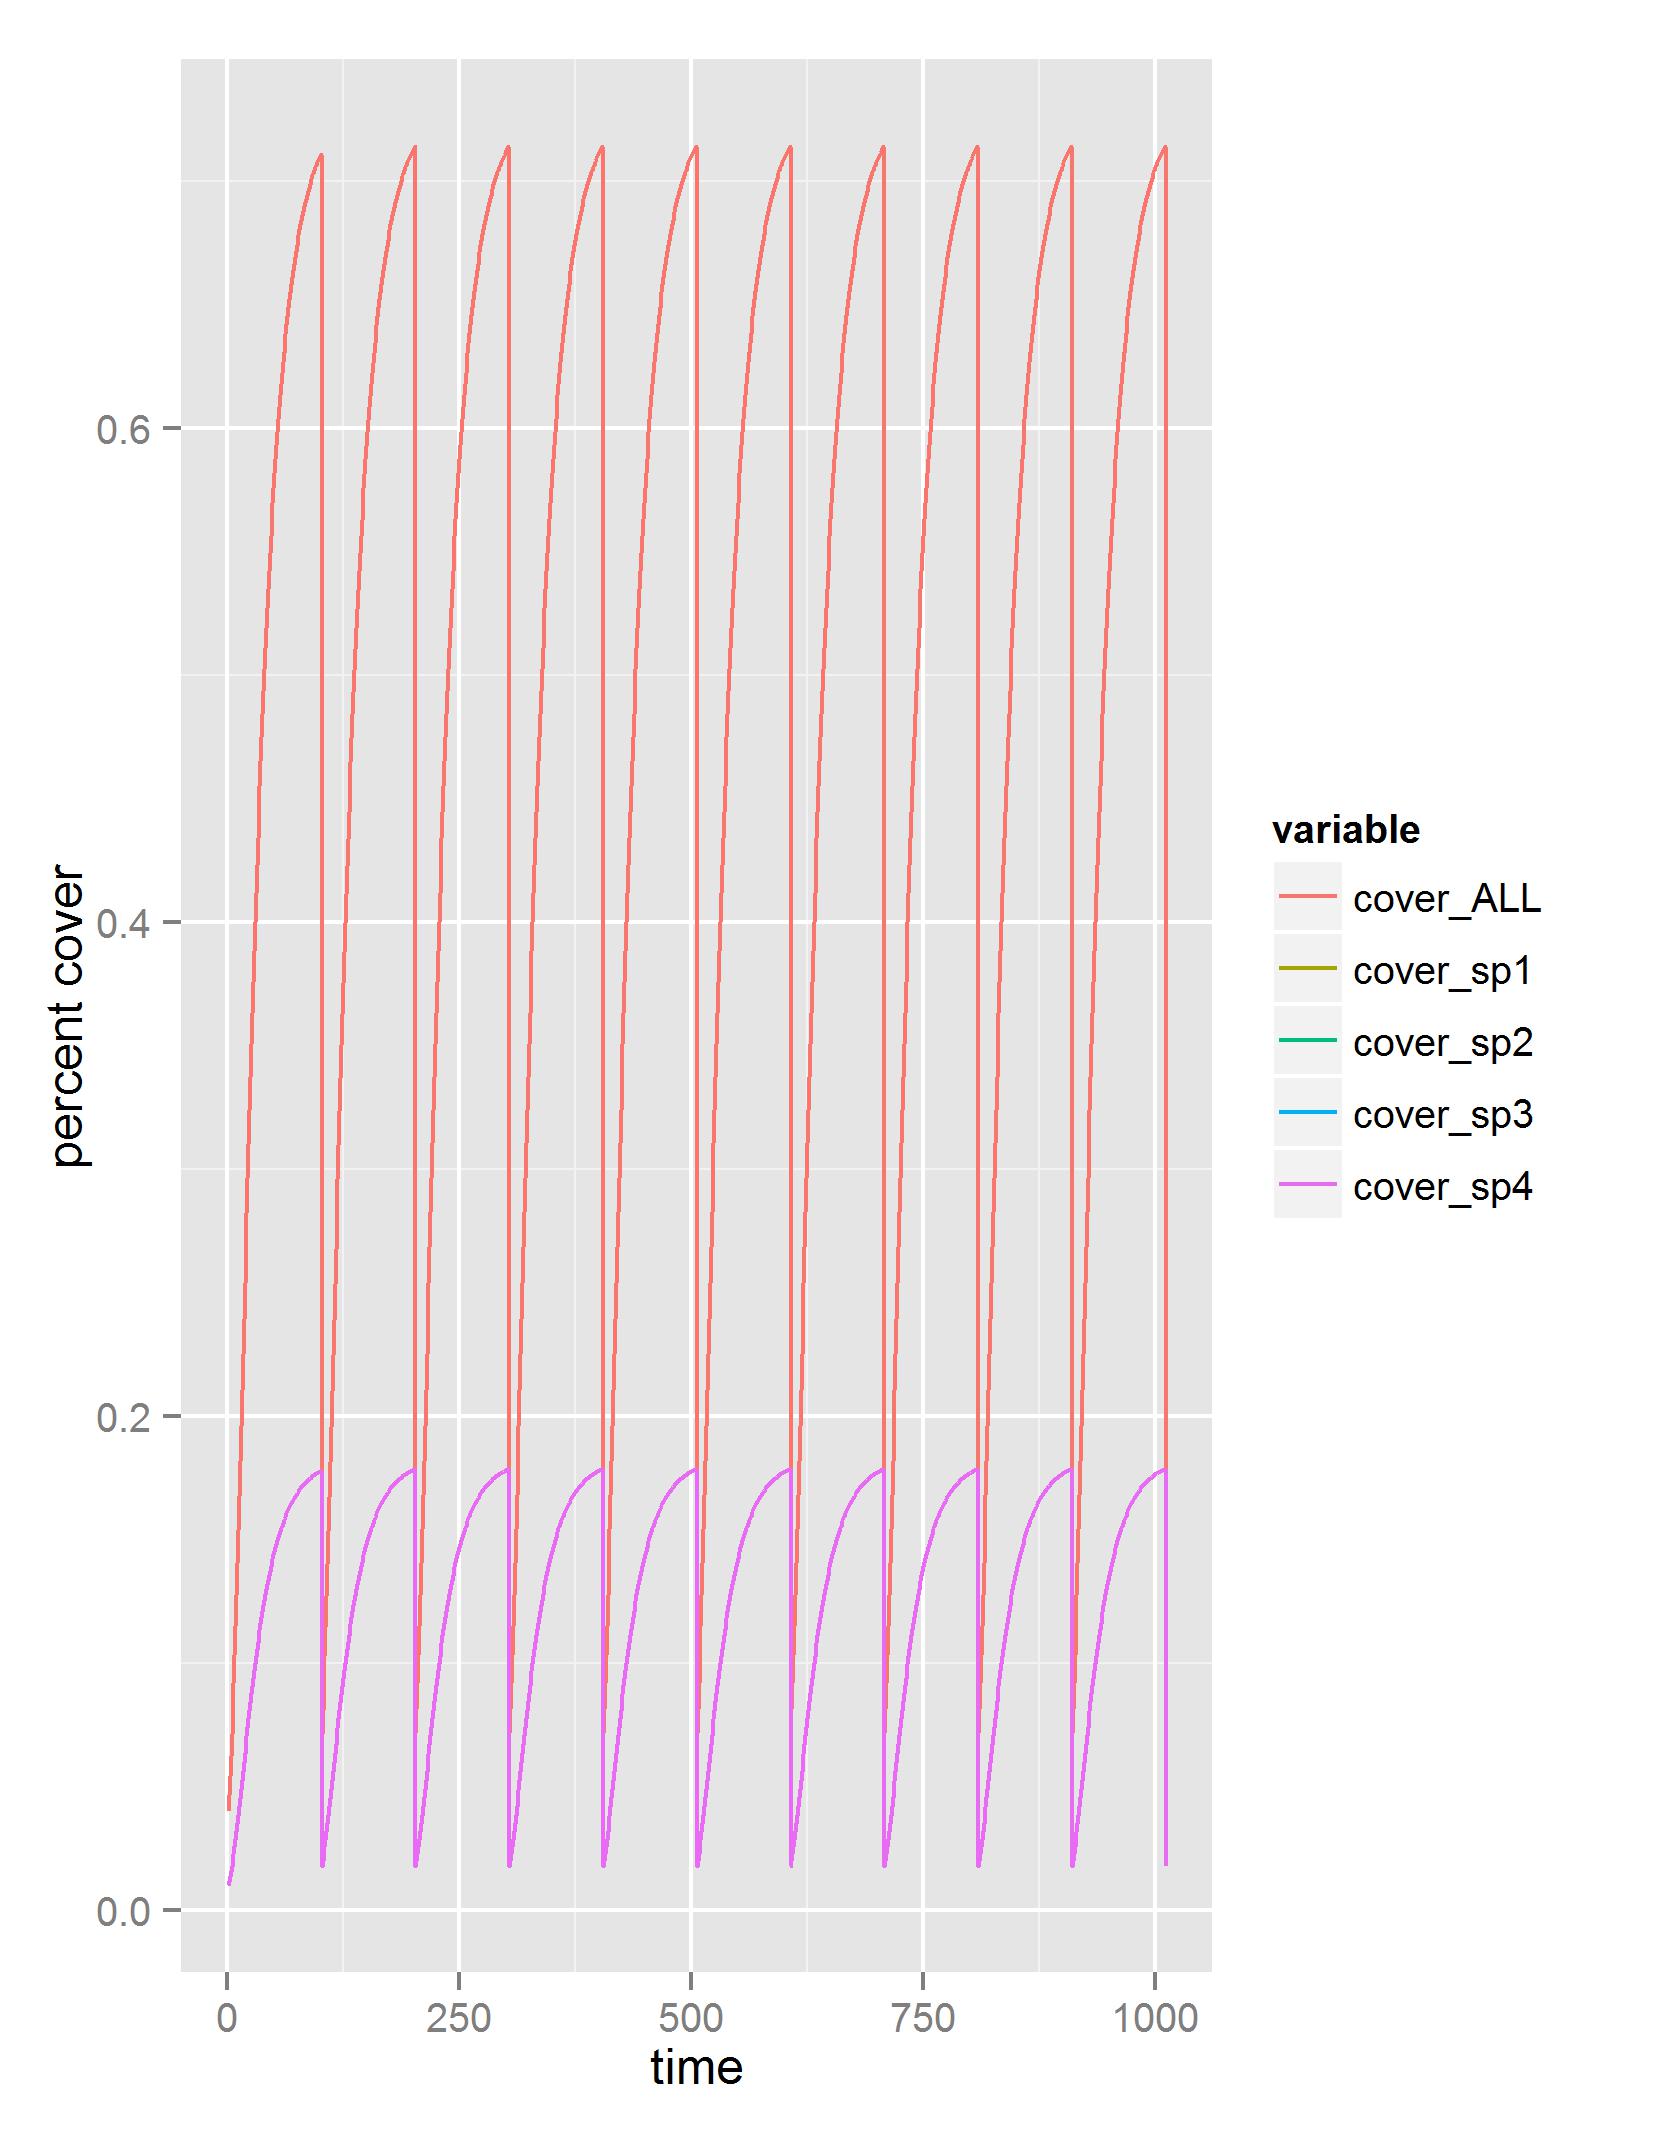 percent cover
0.6
0.4
0.2
0.0
0 250 500 750 1000
time
variable
cover_ALL
cover_sp1
cover_sp2
cover_sp3
cover_sp4